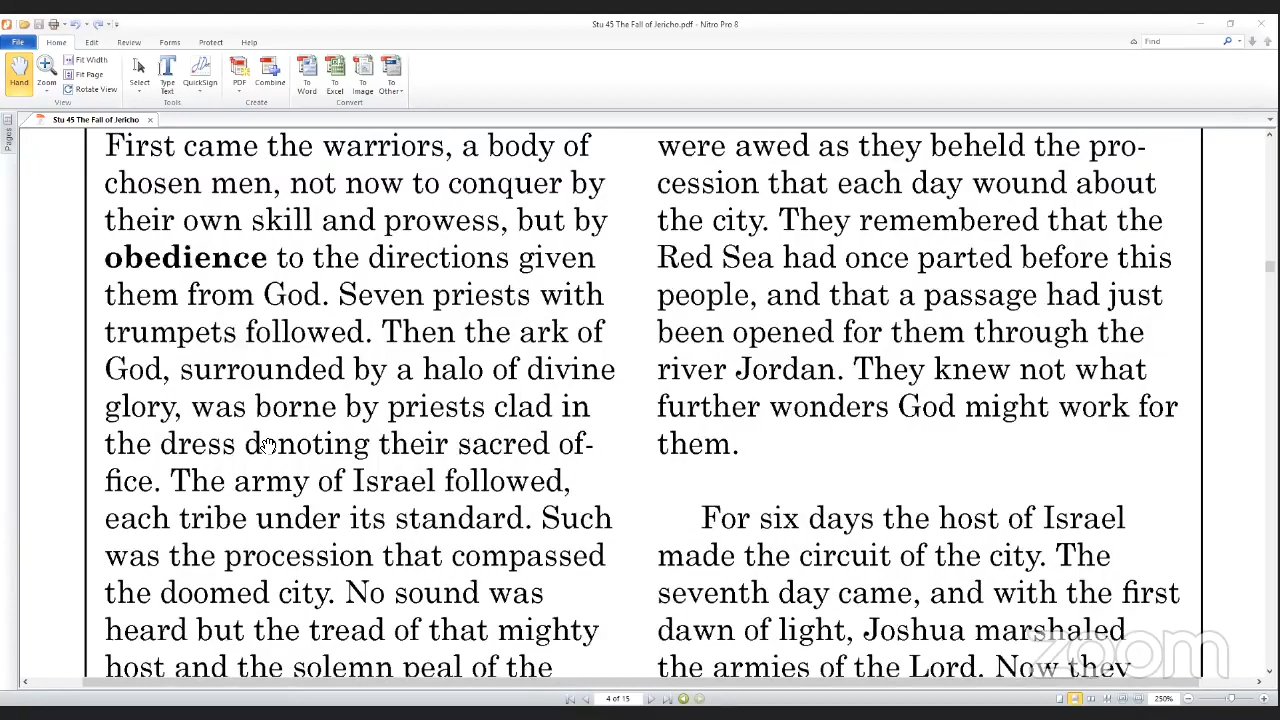 Stu 45 The Fall of Jericho.pdf - Nitro Pro 8
File Home Edit Review Forms Protect Help
Find
Hand
Zoom
Fit Width
Fit Page
Rotate View
View
Select
Type Text
QuickSign
Tools
PDF
Combine
Create
To Word
To Excel
To Image
To Other
Convert
Pages
Stu 45 The Fall of Jericho
First came the warriors, a body of
chosen men, not now to conquer by
their own skill and prowess, but by
obedience to the directions given
them from God. Seven priests with
trumpets followed. Then the ark of
God, surrounded by a halo of divine
glory, was borne by priests clad in
the dress denoting their sacred of-
fice. The army of Israel followed,
each tribe under its standard. Such
was the procession that compassed
the doomed city. No sound was
heard but the tread of that mighty
host and the solemn peal of the
were awed as they beheld the pro-
cession that each day wound about
the city. They remembered that the
Red Sea had once parted before this
people, and that a passage had just
been opened for them through the
river Jordan. They knew not what
further wonders God might work for
them.
For six days the host of Israel
made the circuit of the city. The
seventh day came, and with the first
dawn of light, Joshua marshaled
the armies of the Lord. Now they
zoom
4 of 15
250%